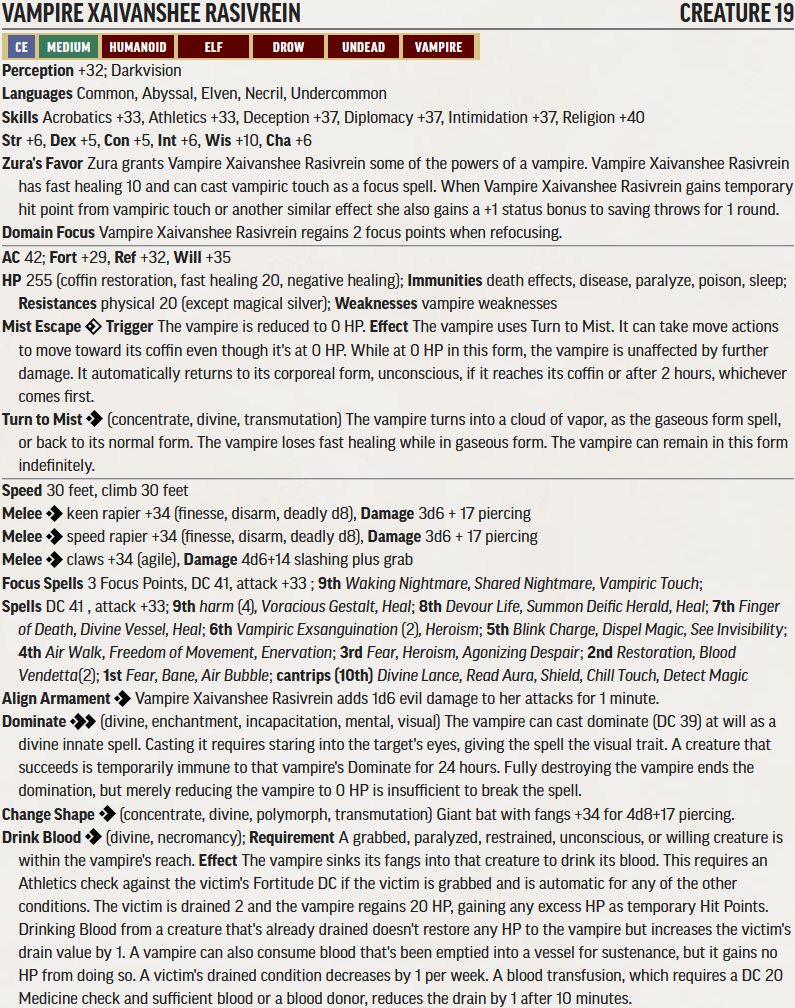 VAMPIRE XAIVANSHEE RASIVREIN CREATURE 19
CE MEDIUM HUMANOID ELF DROW UNDEAD VAMPIRE
Perception +32; Darkvision
Languages Common, Abyssal, Elven, Necril, Undercommon
Skills Acrobatics +33, Athletics +33, Deception +37, Diplomacy +37, Intimidation +37, Religion +40
Str +6, Dex +5, Con +5, Int +6, Wis +10, Cha +6
Zura's Favor Zura grants Vampire Xaivanshee Rasivrein some of the powers of a vampire. Vampire Xaivanshee Rasivrein
has fast healing 10 and can cast vampiric touch as a focus spell. When Vampire Xaivanshee Rasivrein gains temporary
hit point from vampiric touch or another similar effect she also gains a +1 status bonus to saving throws for 1 round.
Domain Focus Vampire Xaivanshee Rasivrein regains 2 focus points when refocusing.
AC 42; Fort +29, Ref +32, Will +35
HP 255 (coffin restoration, fast healing 20, negative healing); Immunities death effects, disease, paralyze, poison, sleep;
Resistances physical 20 (except magical silver); Weaknesses vampire weaknesses
Mist Escape Trigger The vampire is reduced to 0 HP. Effect The vampire uses Turn to Mist. It can take move actions
to move toward its coffin even though it's at 0 HP. While at 0 HP in this form, the vampire is unaffected by further
damage. It automatically returns to its corporeal form, unconscious, if it reaches its coffin or after 2 hours, whichever
comes first.
Turn to Mist (concentrate, divine, transmutation) The vampire turns into a cloud of vapor, as the gaseous form spell,
or back to its normal form. The vampire loses fast healing while in gaseous form. The vampire can remain in this form
indefinitely.
Speed 30 feet, climb 30 feet
Melee keen rapier +34 (finesse, disarm, deadly d8), Damage 3d6 + 17 piercing
Melee speed rapier +34 (finesse, disarm, deadly d8), Damage 3d6 + 17 piercing
Melee claws +34 (agile), Damage 4d6+14 slashing plus grab
Focus Spells 3 Focus Points, DC 41, attack +33 ; 9th Waking Nightmare, Shared Nightmare, Vampiric Touch;
Spells DC 41 , attack +33; 9th harm (4), Voracious Gestalt, Heal; 8th Devour Life, Summon Deific Herald, Heal; 7th Finger
of Death, Divine Vessel, Heal; 6th Vampiric Exsanguination (2), Heroism; 5th Blink Charge, Dispel Magic, See Invisibility;
4th Air Walk, Freedom of Movement, Enervation; 3rd Fear, Heroism, Agonizing Despair; 2nd Restoration, Blood
Vendetta(2); 1st Fear, Bane, Air Bubble; cantrips (10th) Divine Lance, Read Aura, Shield, Chill Touch, Detect Magic
Align Armament Vampire Xaivanshee Rasivrein adds 1d6 evil damage to her attacks for 1 minute.
Dominate (divine, enchantment, incapacitation, mental, visual) The vampire can cast dominate (DC 39) at will as a
divine innate spell. Casting it requires staring into the target's eyes, giving the spell the visual trait. A creature that
succeeds is temporarily immune to that vampire's Dominate for 24 hours. Fully destroying the vampire ends the
domination, but merely reducing the vampire to 0 HP is insufficient to break the spell.
Change Shape (concentrate, divine, polymorph, transmutation) Giant bat with fangs +34 for 4d8+17 piercing.
Drink Blood (divine, necromancy); Requirement A grabbed, paralyzed, restrained, unconscious, or willing creature is
within the vampire's reach. Effect The vampire sinks its fangs into that creature to drink its blood. This requires an
Athletics check against the victim's Fortitude DC if the victim is grabbed and is automatic for any of the other
conditions. The victim is drained 2 and the vampire regains 20 HP, gaining any excess HP as temporary Hit Points.
Drinking Blood from a creature that's already drained doesn't restore any HP to the vampire but increases the victim's
drain value by 1. A vampire can also consume blood that's been emptied into a vessel for sustenance, but it gains no
HP from doing so. A victim's drained condition decreases by 1 per week. A blood transfusion, which requires a DC 20
Medicine check and sufficient blood or a blood donor, reduces the drain by 1 after 10 minutes.